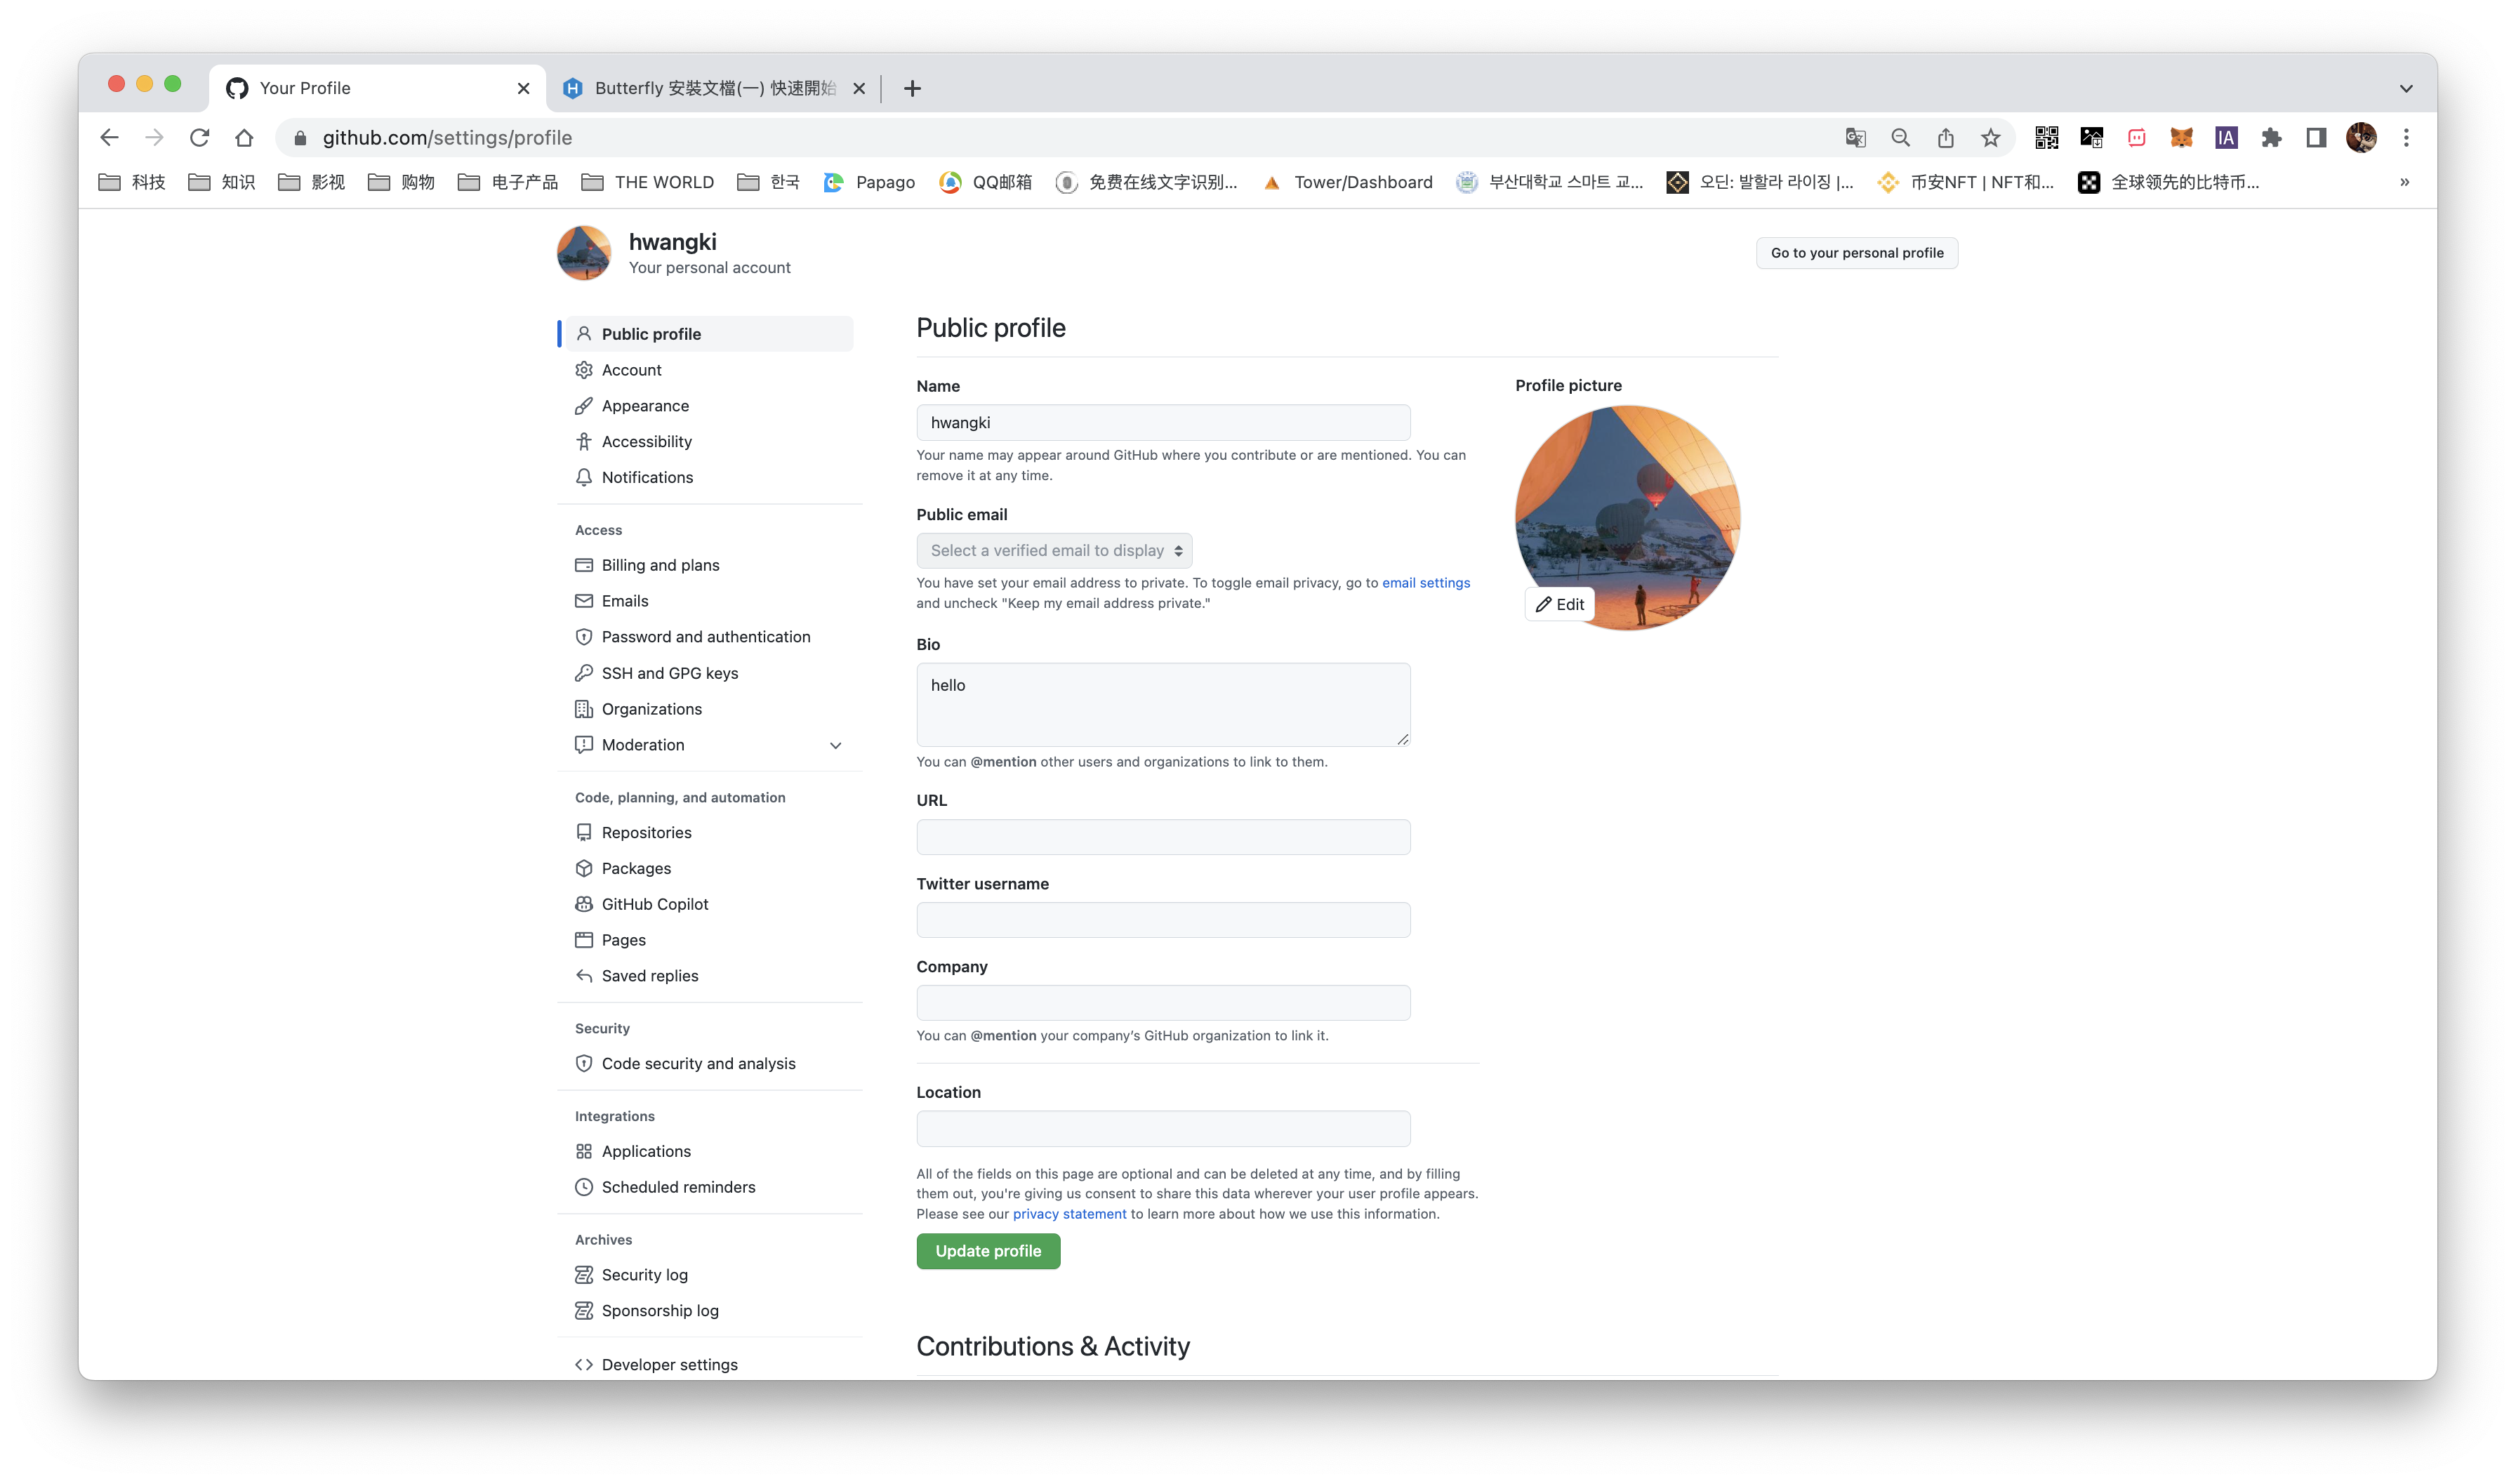 Your Profile
Butterfly 安裝文檔(一) 快速開始
github.com/settings/profile
IA
科技
知识
影视
购物
电子产品
THE WORLD
한국
Papago
QQ邮箱
免费在线文字识别...
Tower/Dashboard
부산대학교 스마트 교...
오딘: 발할라 라이징 |...
币安NFT | NFT和...
全球领先的比特币...
»
hwangki
Your personal account
Go to your personal profile
Public profile
Account
Appearance
Accessibility
Notifications
Access
Billing and plans
Emails
Password and authentication
SSH and GPG keys
Organizations
Moderation
Code, planning, and automation
Repositories
Packages
GitHub Copilot
Pages
Saved replies
Security
Code security and analysis
Integrations
Applications
Scheduled reminders
Archives
Security log
Sponsorship log
Developer settings
Public profile
Name
hwangki
Your name may appear around GitHub where you contribute or are mentioned. You can
remove it at any time.
Public email
Select a verified email to display
You have set your email address to private. To toggle email privacy, go to email settings
and uncheck "Keep my email address private."
Bio
hello
You can @mention other users and organizations to link to them.
URL
Twitter username
Company
You can @mention your company’s GitHub organization to link it.
Location
All of the fields on this page are optional and can be deleted at any time, and by filling
them out, you're giving us consent to share this data wherever your user profile appears.
Please see our privacy statement to learn more about how we use this information.
Update profile
Profile picture
Edit
Contributions & Activity